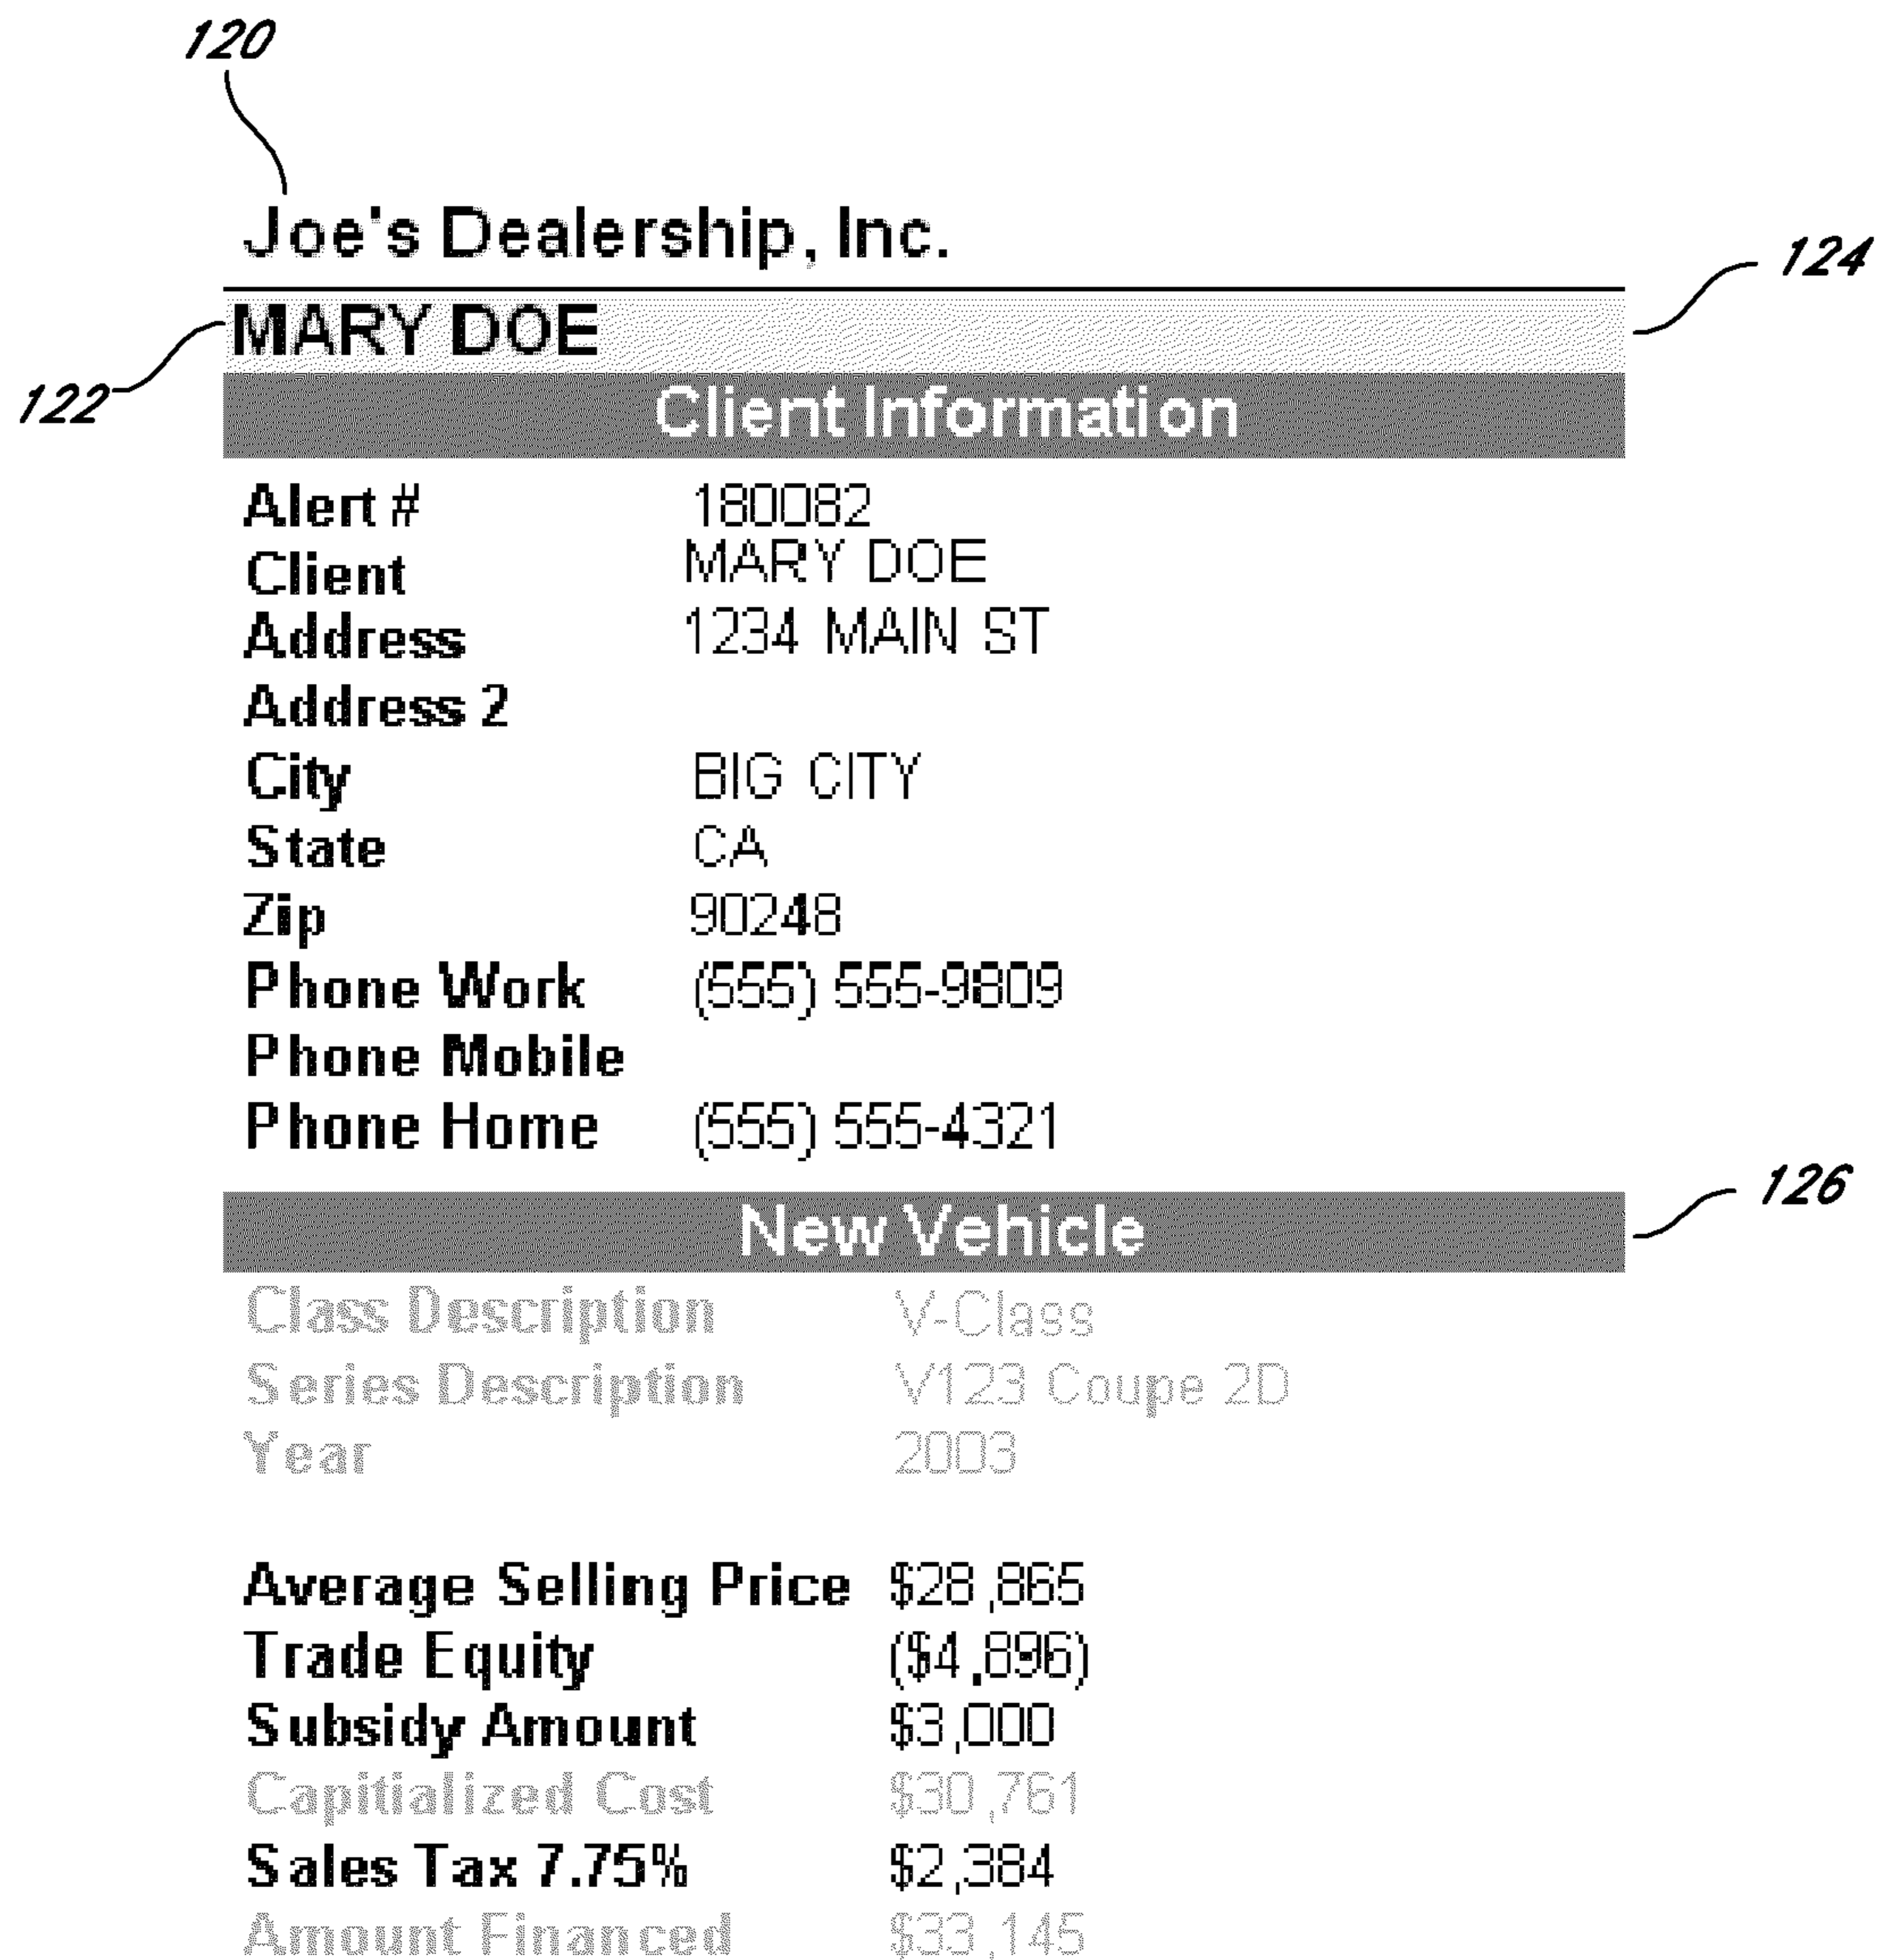 120
Joe's Dealership, Inc.
124
MARY DOE
122
Client Information
Alert # 180082
Client MARY DOE
Address 1234 MAIN ST
Address 2
City BIG CITY
State CA
Zip 90248
Phone Work (555) 555-9809
Phone Mobile
Phone Home (555) 555-4321
126
New Vehicle
Class Description V-Class
Series Description V123 Coupe 2D
Year 2003
Average Selling Price $28,865
Trade Equity ($4,896)
Subsidy Amount $3,000
Capitialized Cost $30,761
Sales Tax 7.75% $2,384
Amount Financed $33,145